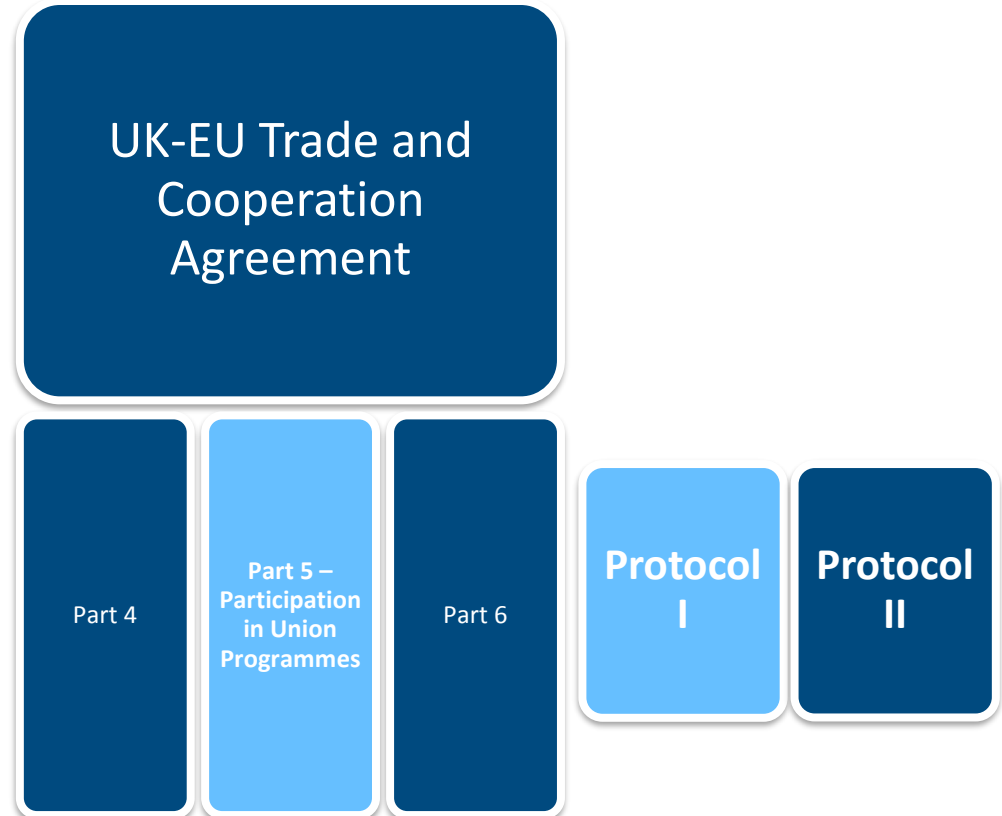 UK-EU Trade and
Cooperation
Agreement
Part 4
Part 5 –
Participation
in Union
Programmes
Part 6
Protocol
I
Protocol
II